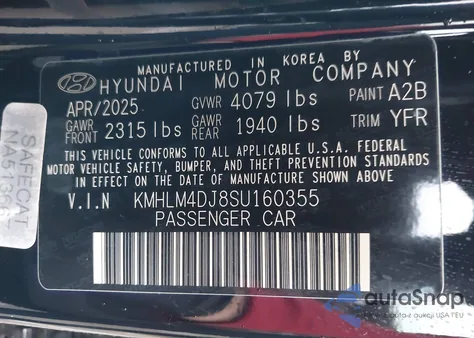 MANUFACTURED IN KOREA BY
HYUNDAI MOTOR COMPANY
APR/2025 GVWR 4079 lbs PAINT A2B
GAWR FRONT 2315 lbs GAWR REAR 1940 lbs TRIM YFR
THIS VEHICLE CONFORMS TO ALL APPLICABLE U.S.A. FEDERAL
MOTOR VEHICLE SAFETY, BUMPER, AND THEFT PREVENTION STANDARDS
IN EFFECT ON THE DATE OF MANUFACTURE SHOWN ABOVE.
V.I.N KMHLM4DJ8SU160355
PASSENGER CAR
SAFECAT
autoSnap